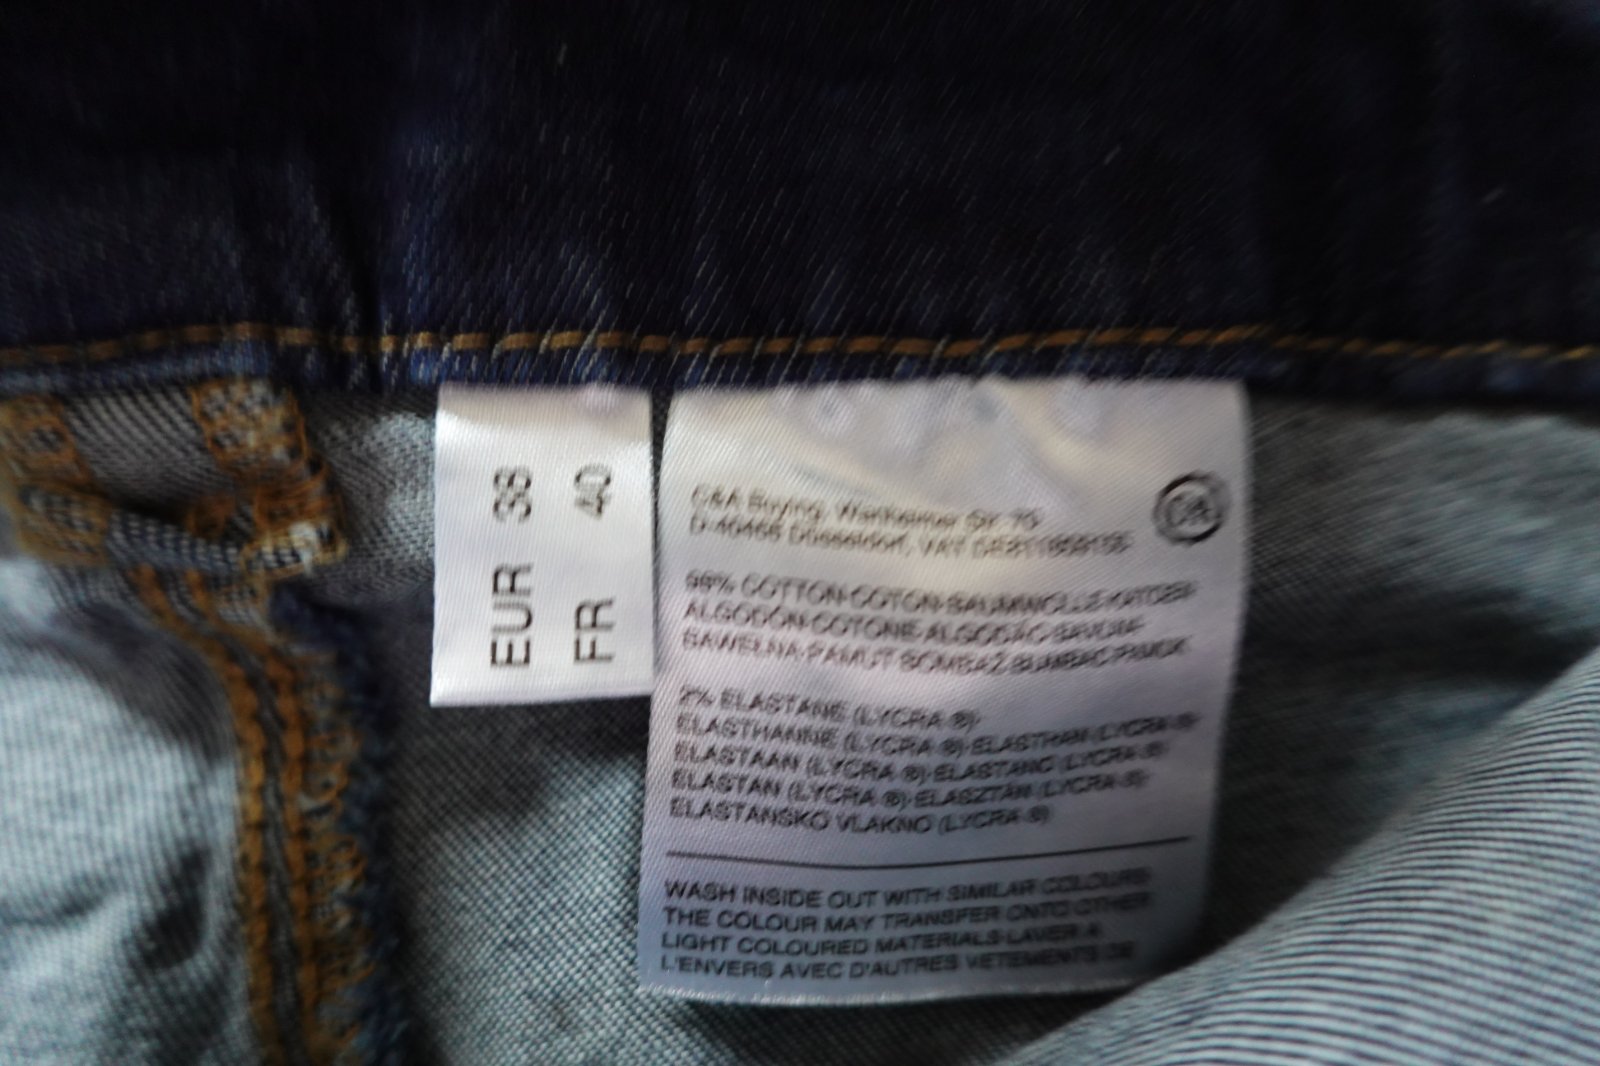 EUR 38
FR 40
C&A
C&A Buying, Wanheimer Str. 70
D-40468 Düsseldorf, VAT
98% COTTON·COTON·BAUMWOLLE·KATOEN·
ALGODÓN·COTONE·ALGODÃO·BAVLNA·
BAWEŁNA·PAMUT·BOMBAŽ·BUMBAC·PAMUK
2% ELASTANE (LYCRA ®)·
ELASTHANNE (LYCRA ®)·ELASTHAN (LYCRA ®)·
ELASTAAN (LYCRA ®)·ELASTANO (LYCRA ®)·
ELASTAN (LYCRA ®)·ELASZTÁN (LYCRA ®)·
ELASTANSKO VLAKNO (LYCRA ®)
WASH INSIDE OUT WITH SIMILAR COLOURS
THE COLOUR MAY TRANSFER ONTO OTHER
LIGHT COLOURED MATERIALS·LAVER A
L'ENVERS AVEC D'AUTRES VETEMENTS DE